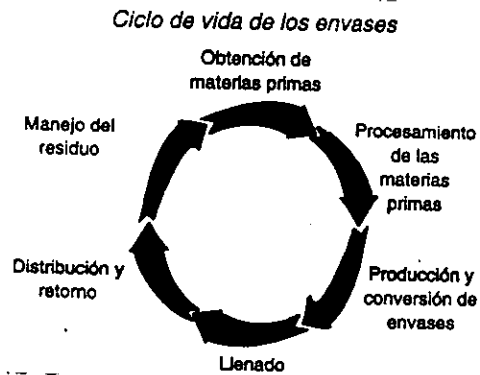 Ciclo de vida de los envases
Obtención de
materias primas
Procesamiento
de las
materias
primas
Producción y
conversión de
envases
Llenado
Distribución y
retorno
Manejo del
residuo